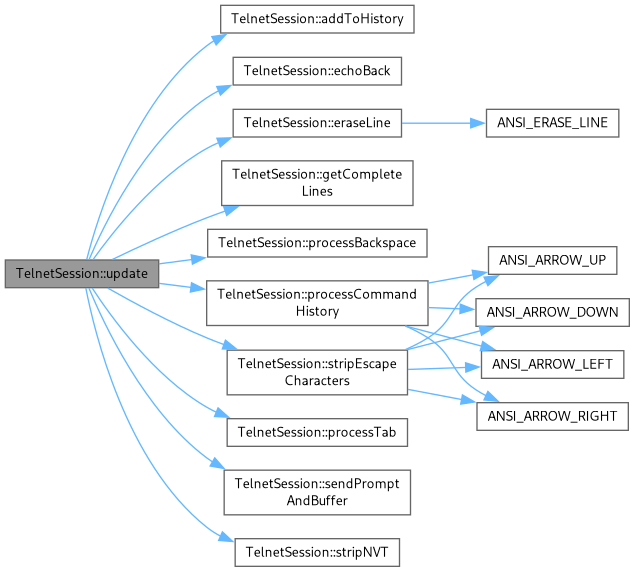 TelnetSession::update
TelnetSession::addToHistory
TelnetSession::echoBack
TelnetSession::eraseLine
ANSI_ERASE_LINE
TelnetSession::getComplete
Lines
TelnetSession::processBackspace
TelnetSession::processCommand
History
ANSI_ARROW_UP
ANSI_ARROW_DOWN
ANSI_ARROW_LEFT
ANSI_ARROW_RIGHT
TelnetSession::stripEscape
Characters
TelnetSession::processTab
TelnetSession::sendPrompt
AndBuffer
TelnetSession::stripNVT